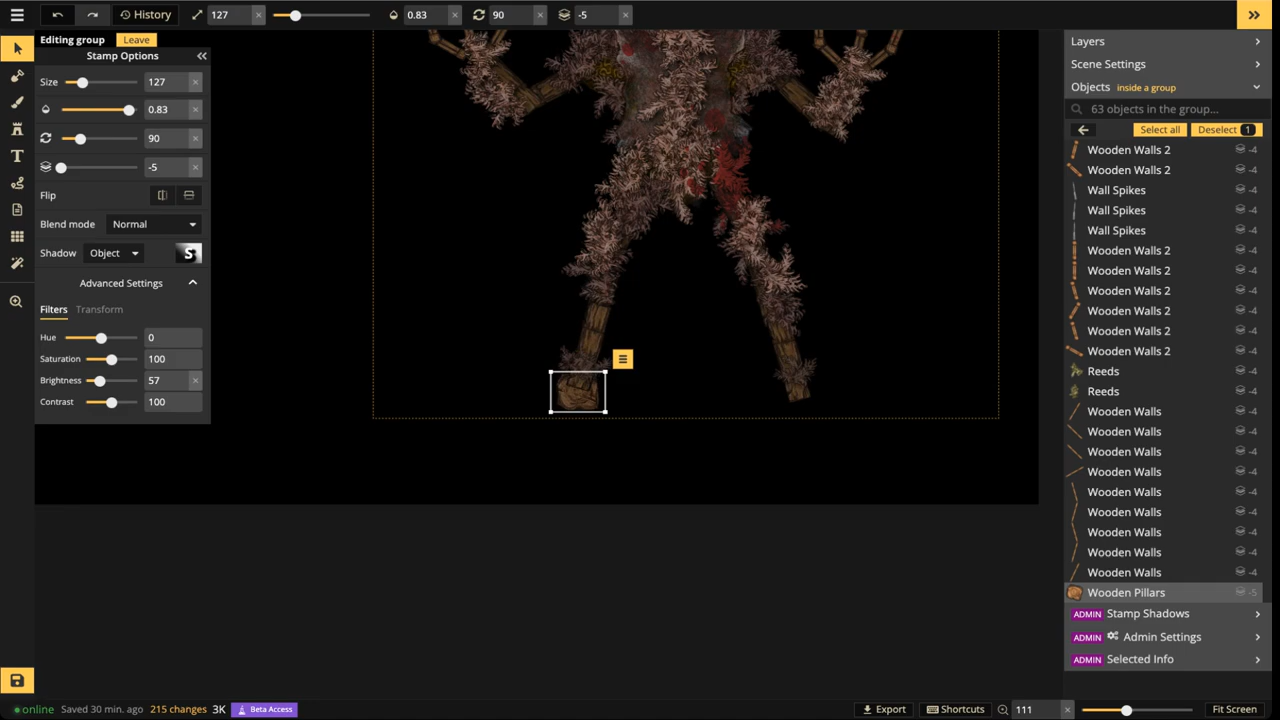 History
127
0.83
90
-5
Editing group
Leave
Stamp Options
Size
127
0.83
90
-5
Flip
Blend mode
Normal
Shadow
Object
S
Advanced Settings
Filters
Transform
Hue
0
Saturation
100
Brightness
57
Contrast
100
Layers
Scene Settings
Objects
inside a group
63 objects in the group...
Select all
Deselect 1
Wooden Walls 2 -4
Wooden Walls 2 -4
Wall Spikes -4
Wall Spikes -4
Wall Spikes -4
Wooden Walls 2 -4
Wooden Walls 2 -4
Wooden Walls 2 -4
Wooden Walls 2 -4
Wooden Walls 2 -4
Wooden Walls 2 -4
Reeds -4
Reeds -4
Wooden Walls -4
Wooden Walls -4
Wooden Walls -4
Wooden Walls -4
Wooden Walls -4
Wooden Walls -4
Wooden Walls -4
Wooden Walls -4
Wooden Walls -4
Wooden Pillars -5
ADMIN Stamp Shadows
ADMIN Admin Settings
ADMIN Selected Info
online
Saved 30 min. ago
215 changes
3K
Beta Access
Export
Shortcuts
111
Fit Screen